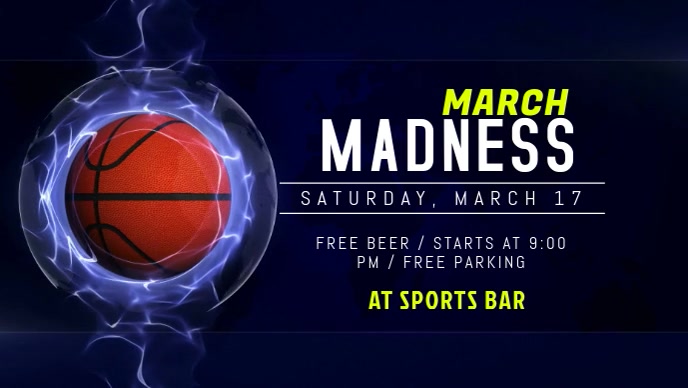 MARCH
MADNESS
SATURDAY, MARCH 17
FREE BEER / STARTS AT 9:00
PM / FREE PARKING
AT SPORTS BAR